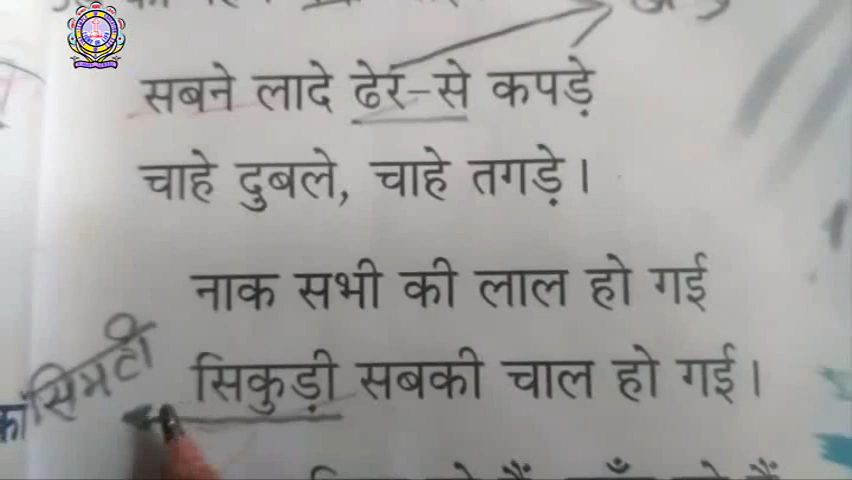 सबने लादे ढेर-से कपड़े
चाहे दुबले, चाहे तगड़े।
नाक सभी की लाल हो गई
सिमटी
सिकुड़ी सबकी चाल हो गई।